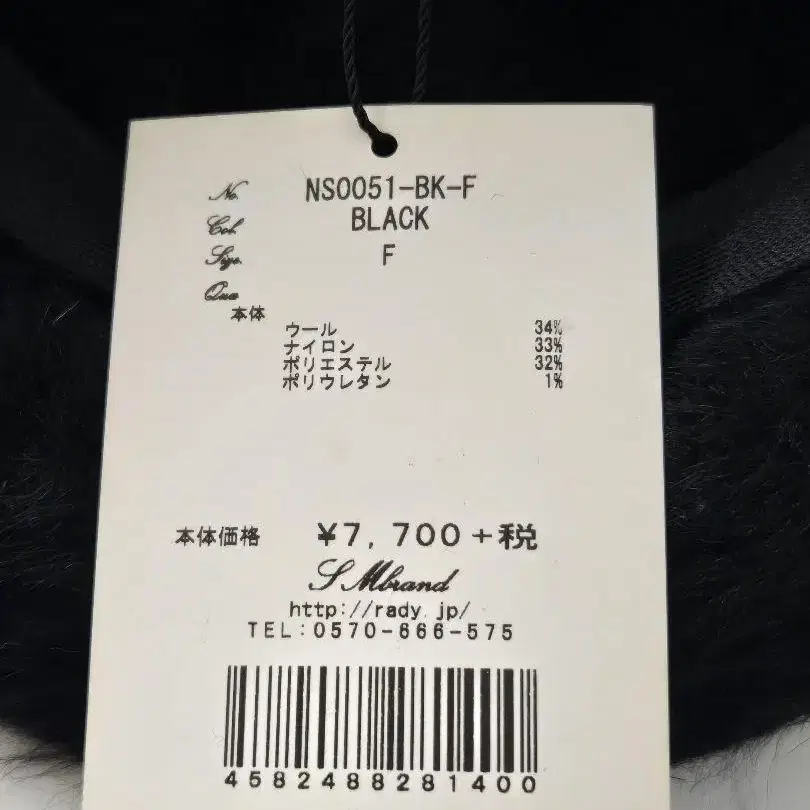 No. NS0051-BK-F
Col. BLACK
Size. F
Qua
本体
ウール 34%
ナイロン 33%
ポリエステル 32%
ポリウレタン 1%
本体価格 ¥7,700+税
S Mbrand
http://rady.jp/
TEL:0570-666-575
4582488281400